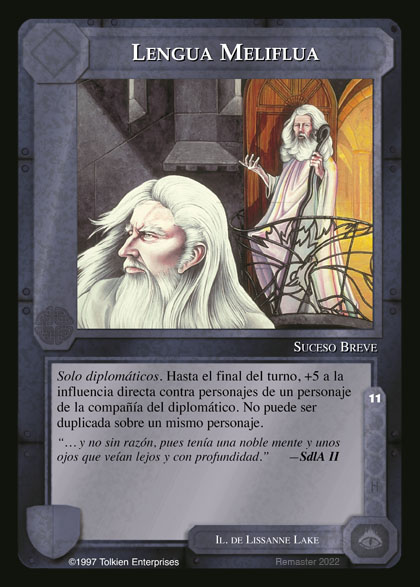 LENGUA MELIFLUA
SUCESO BREVE
Solo diplomáticos. Hasta el final del turno, +5 a la
influencia directa contra personajes de un personaje
de la compañía del diplomático. No puede ser
duplicada sobre un mismo personaje.
“… y no sin razón, pues tenía una noble mente y unos
ojos que veían lejos y con profundidad.” —SdlA II
11
H
IL. DE LISSANNE LAKE
©1997 Tolkien Enterprises
Remaster 2022